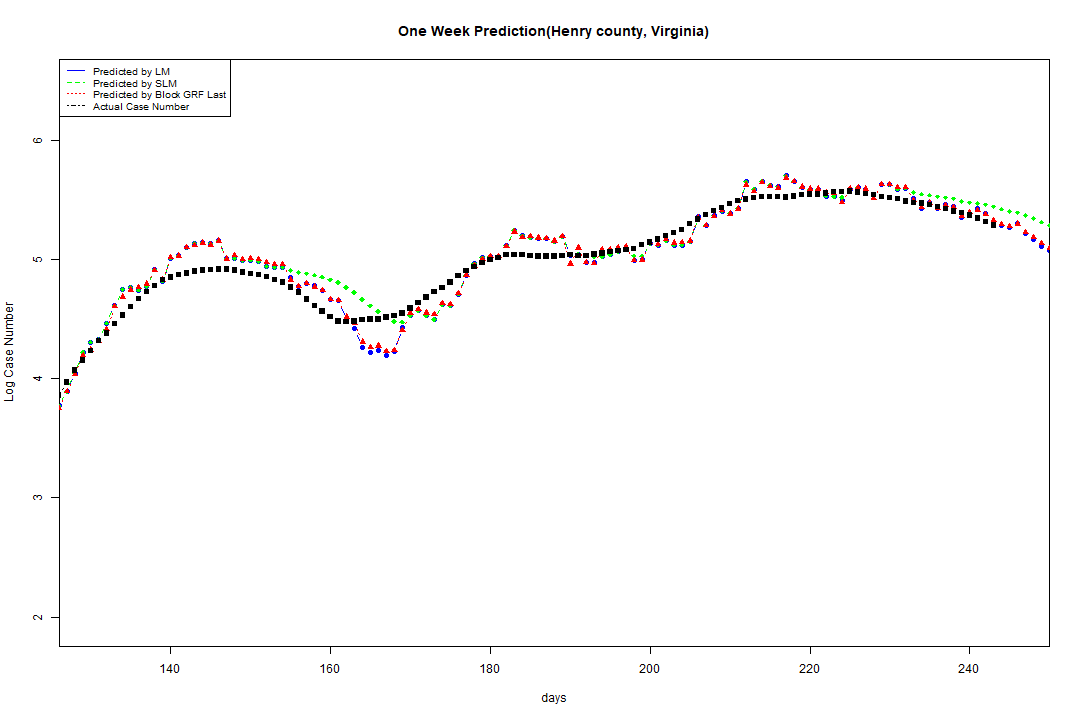 One Week Prediction(Henry county, Virginia)
Predicted by LM
Predicted by SLM
Predicted by Block GRF Last
Actual Case Number
6
5
4
3
2
Log Case Number
140 160 180 200 220 240
days